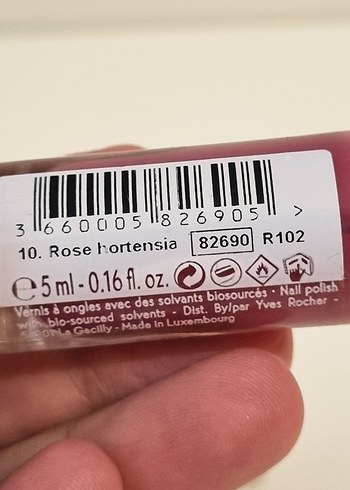 3 660005 826905 >
10. Rose hortensia 82690 R102
℮ 5 ml - 0.16 fl. oz.
Vernis à ongles avec des solvants biosourcés · Nail polish
with bio-sourced solvents - Dist. By/par Yves Rocher -
La Gacilly - Made in Luxembourg